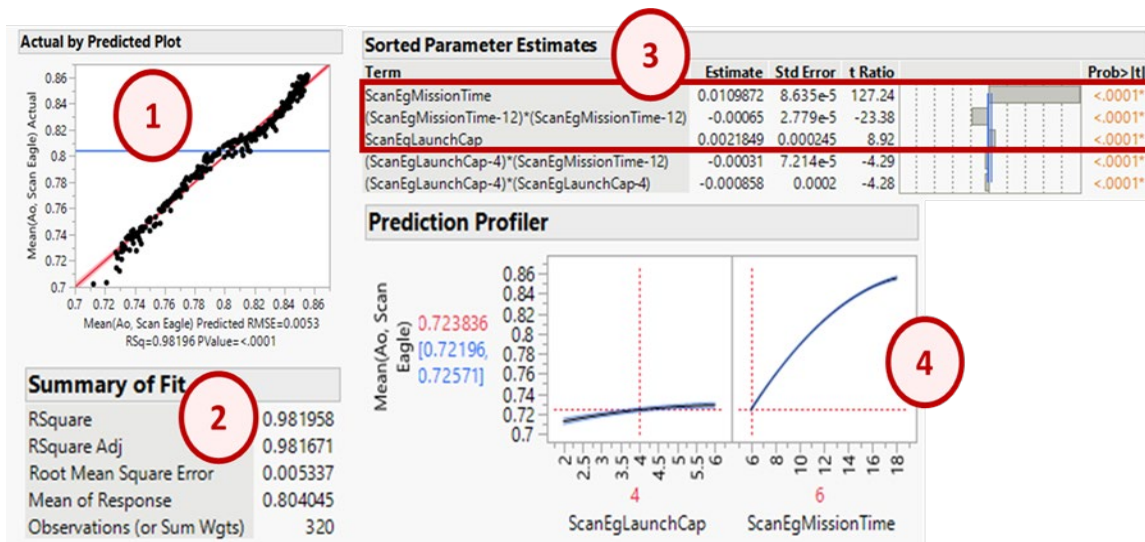 Actual by Predicted Plot
1
0.86
0.84
0.82
0.8
0.78
0.76
0.74
0.72
0.7
Mean(Ao, Scan Eagle) Actual
0.7 0.72 0.74 0.76 0.78 0.8 0.82 0.84 0.86
Mean(Ao, Scan Eagle) Predicted RMSE=0.0053
RSq=0.98196 PValue=<.0001
Summary of Fit
2
RSquare 0.981958
RSquare Adj 0.981671
Root Mean Square Error 0.005337
Mean of Response 0.804045
Observations (or Sum Wgts) 320
Sorted Parameter Estimates
3
Term Estimate Std Error t Ratio Prob>|t|
ScanEgMissionTime 0.0109872 8.635e-5 127.24 <.0001*
(ScanEgMissionTime-12)*(ScanEgMissionTime-12) -0.00065 2.779e-5 -23.38 <.0001*
ScanEgLaunchCap 0.0021849 0.000245 8.92 <.0001*
(ScanEgLaunchCap-4)*(ScanEgMissionTime-12) -0.00031 7.214e-5 -4.29 <.0001*
(ScanEgLaunchCap-4)*(ScanEgLaunchCap-4) -0.000858 0.0002 -4.28 <.0001*
Prediction Profiler
Mean(Ao, Scan
Eagle)
0.723836
[0.72196,
0.72571]
0.86
0.84
0.82
0.8
0.78
0.76
0.74
0.72
0.7
4
2 2.5 3 3.5 4 4.5 5 5.5 6
6 8 10 12 14 16 18
4
6
ScanEgLaunchCap
ScanEgMissionTime